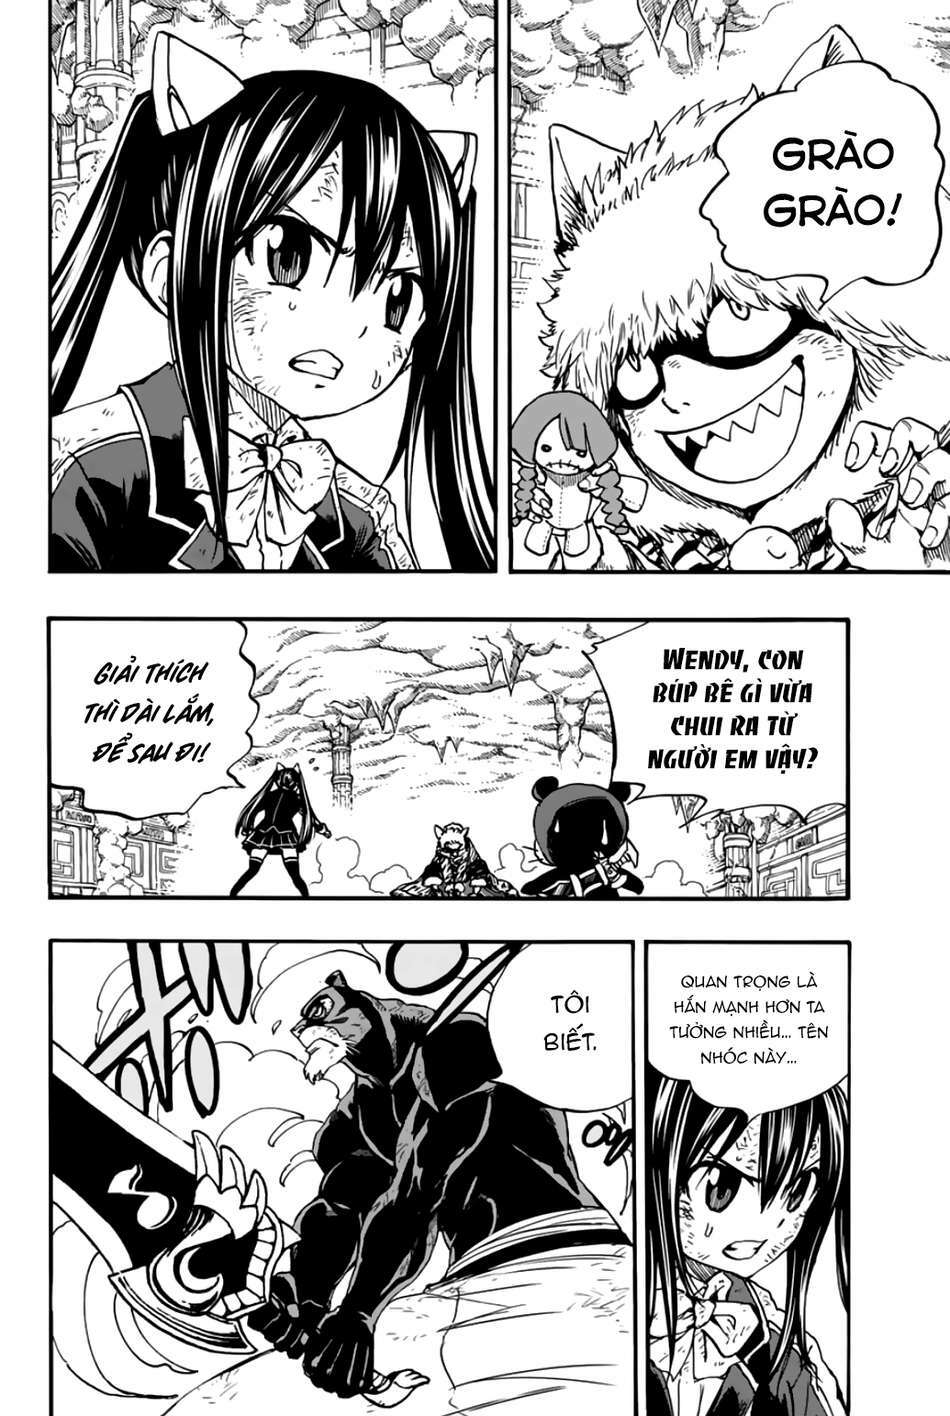 GRÀO
GRÀO!
WENDY, CON
BÚP BÊ GÌ VỪA
CHUI RA TỪ
NGƯỜI EM VẬY?
GIẢI THÍCH
THÌ DÀI LẮM,
ĐỂ SAU ĐI!
QUAN TRỌNG LÀ
HẮN MẠNH HƠN TA
TƯỞNG NHIỀU... TÊN
NHÓC NÀY...
TÔI
BIẾT.